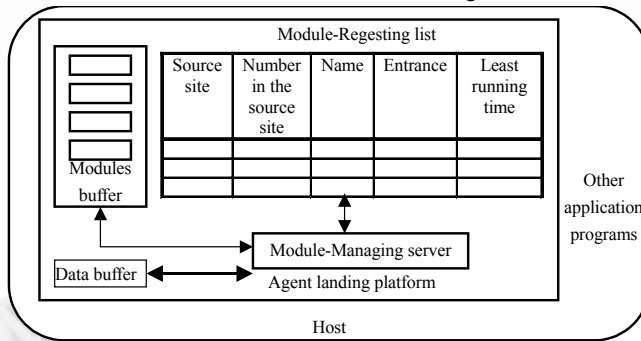 Module-Regesting list
Source site
Number in the source site
Name
Entrance
Least running time
Modules buffer
Other application programs
Module-Managing server
Data buffer
Agent landing platform
Host